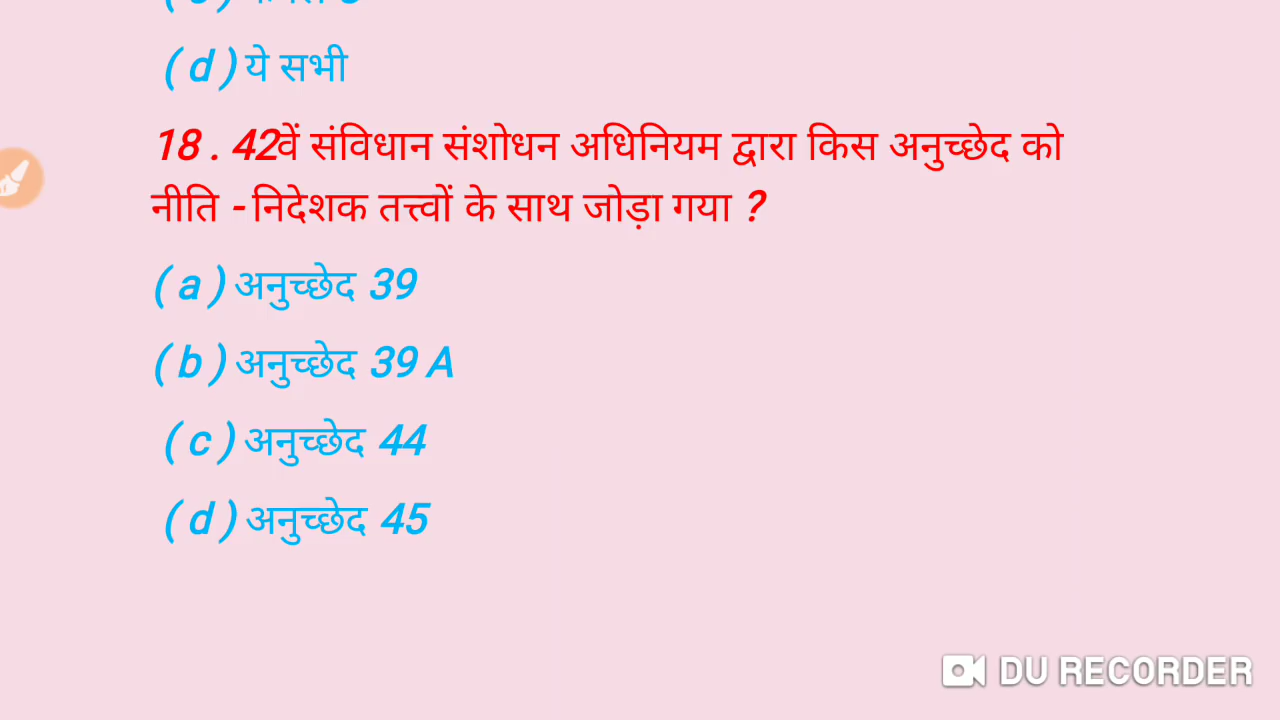 ( d ) ये सभी
18 . 42वें संविधान संशोधन अधिनियम द्वारा किस अनुच्छेद को
नीति - निदेशक तत्त्वों के साथ जोड़ा गया ?
( a ) अनुच्छेद 39
( b ) अनुच्छेद 39 A
( c ) अनुच्छेद 44
( d ) अनुच्छेद 45
DU RECORDER